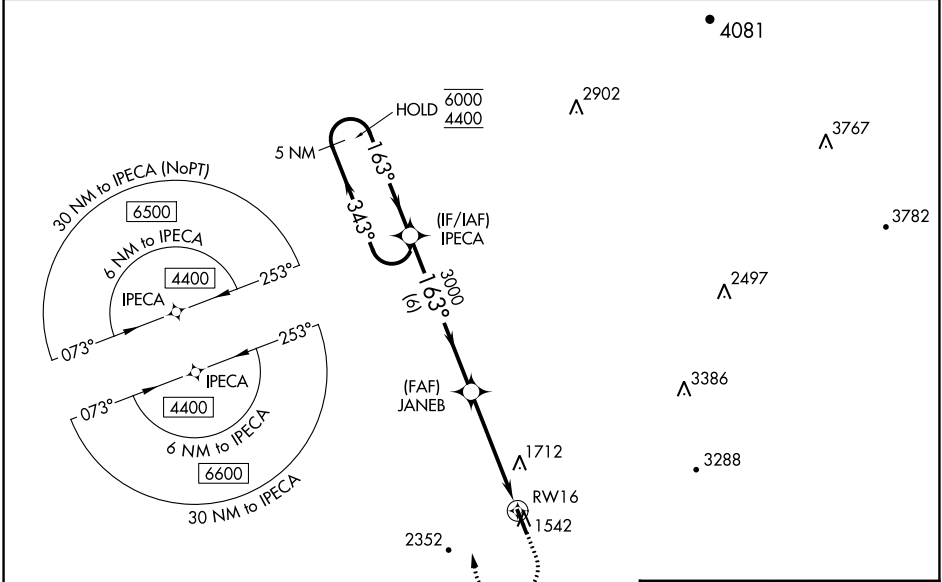 4081
HOLD 6000
4400
2902
5 NM
163°
343°
3767
(IF/IAF)
IPECA
3782
30 NM to IPECA (NoPT)
6500
6 NM to IPECA
4400
IPECA
253°
073°
3000
163°
(6)
2497
253°
073°
IPECA
4400
6 NM to IPECA
6600
30 NM to IPECA
(FAF)
JANEB
3386
1712
3288
RW16
1542
2352